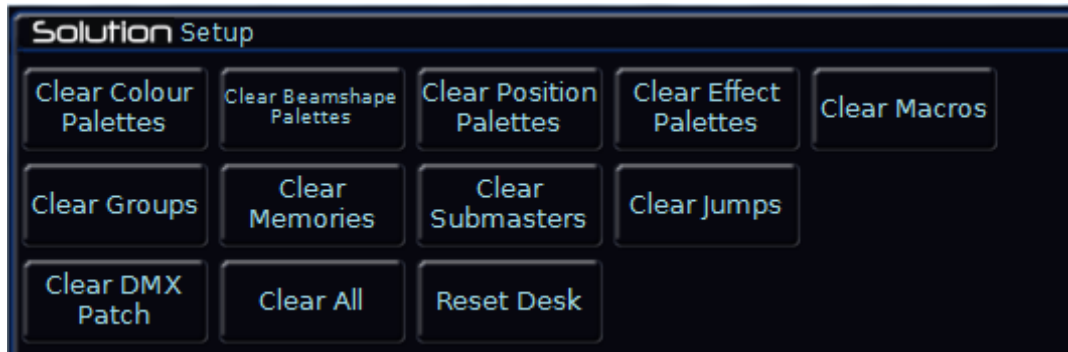 Solution Setup
Clear Colour
Palettes
Clear Beamshape
Palettes
Clear Position
Palettes
Clear Effect
Palettes
Clear Macros
Clear Groups
Clear
Memories
Clear
Submasters
Clear Jumps
Clear DMX
Patch
Clear All
Reset Desk